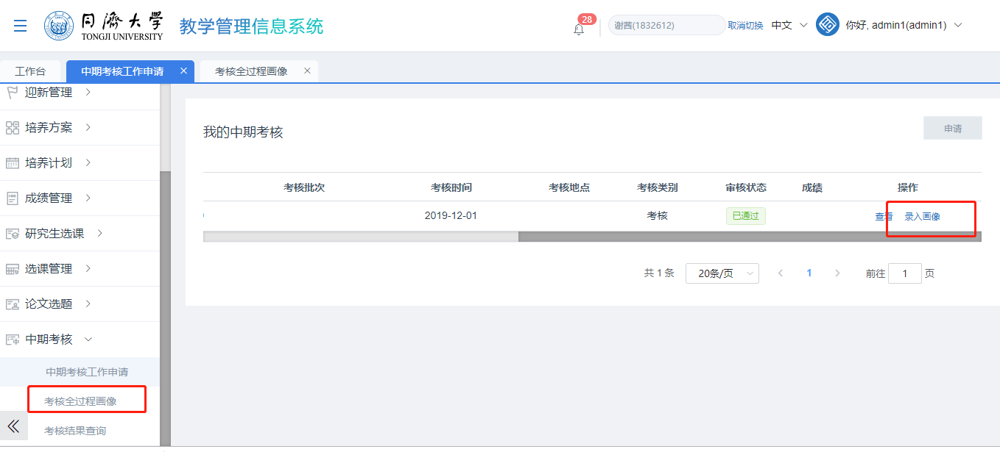 同濟大学
TONGJI UNIVERSITY
教学管理信息系统
28
谢茜(1832612)
取消切换
中文
你好, admin1(admin1)
工作台
中期考核工作申请
考核全过程画像
迎新管理
培养方案
培养计划
成绩管理
研究生选课
选课管理
论文选题
中期考核
中期考核工作申请
考核全过程画像
考核结果查询
我的中期考核
申请
考核批次 考核时间 考核地点 考核类别 审核状态 成绩 操作
2019-12-01 考核 已通过 查看 录入画像
共 1 条 20条/页 1 前往 1 页